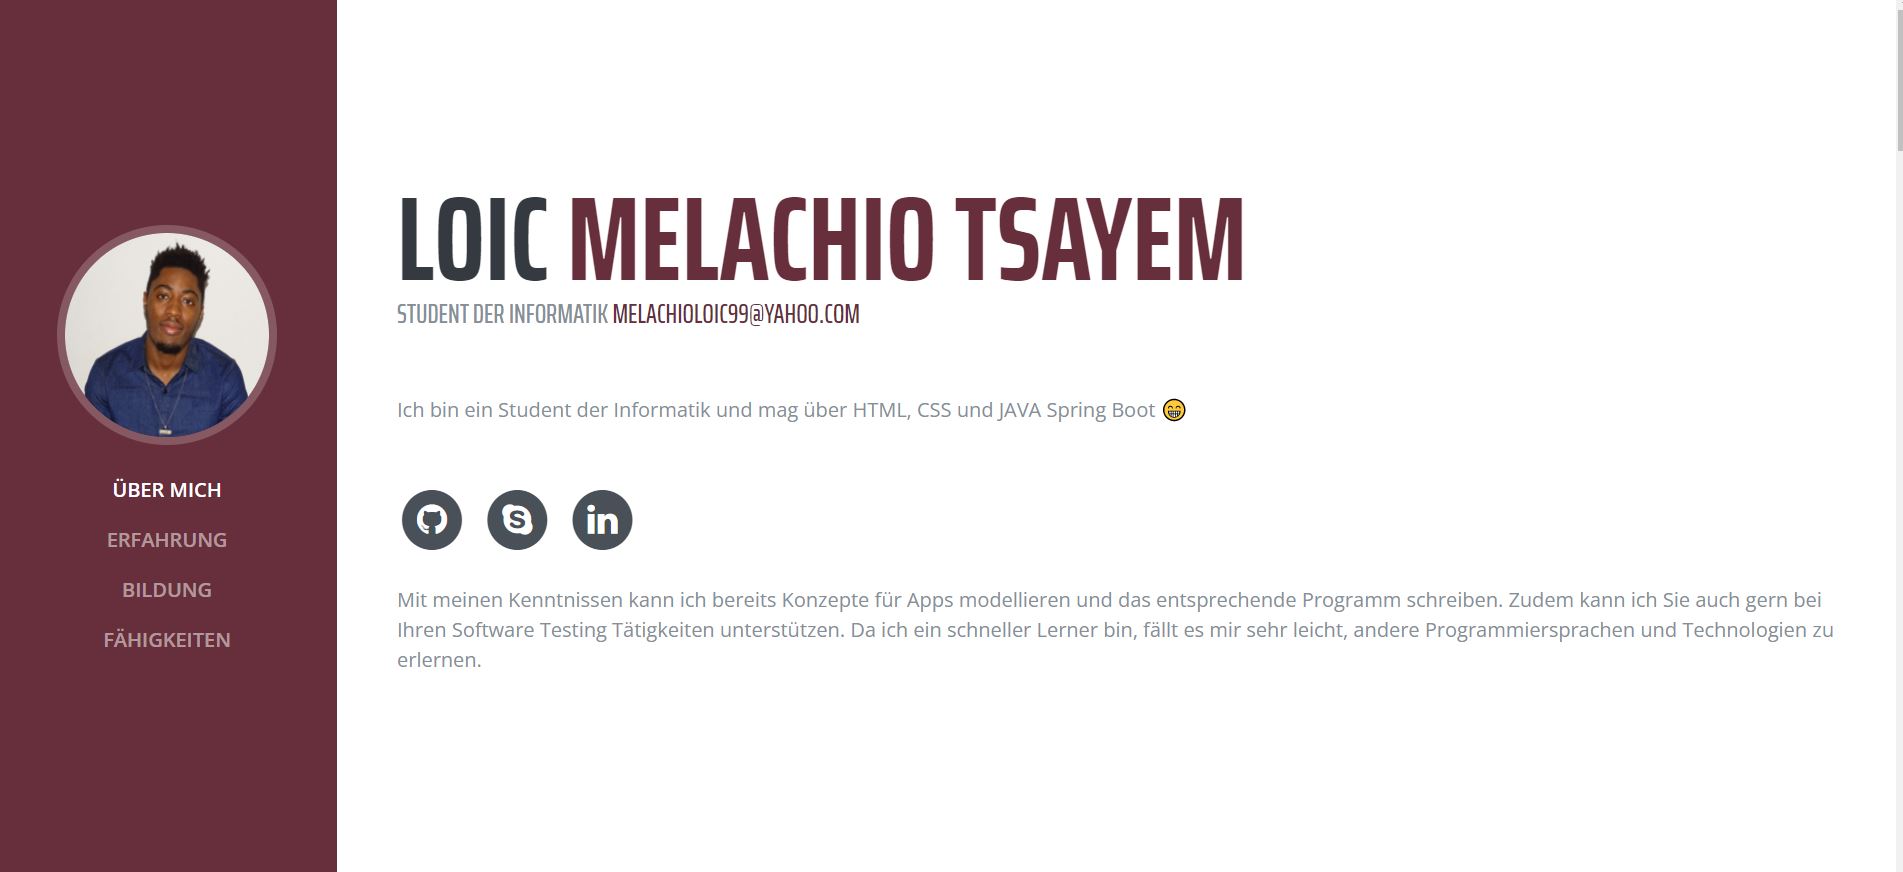 ÜBER MICH
ERFAHRUNG
BILDUNG
FÄHIGKEITEN
LOIC MELACHIO TSAYEM
STUDENT DER INFORMATIK MELACHIOLOIC99@YAHOO.COM
Ich bin ein Student der Informatik und mag über HTML, CSS und JAVA Spring Boot 😁
in
Mit meinen Kenntnissen kann ich bereits Konzepte für Apps modellieren und das entsprechende Programm schreiben. Zudem kann ich Sie auch gern bei
Ihren Software Testing Tätigkeiten unterstützen. Da ich ein schneller Lerner bin, fällt es mir sehr leicht, andere Programmiersprachen und Technologien zu
erlernen.